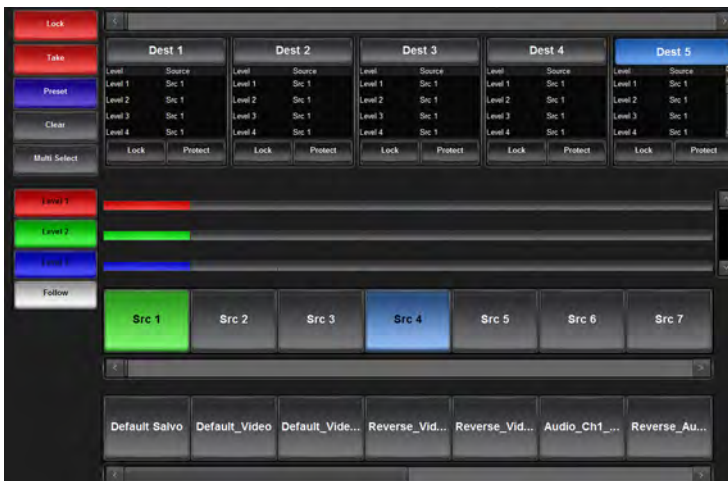 Lock
Take
Preset
Clear
Multi Select
Dest 1 Dest 2 Dest 3 Dest 4 Dest 5
Level Source Level Source Level Source Level Source Level Source
Level 1 Src 1 Level 1 Src 1 Level 1 Src 1 Level 1 Src 1 Level 1 Src 1
Level 2 Src 1 Level 2 Src 1 Level 2 Src 1 Level 2 Src 1 Level 2 Src 1
Level 3 Src 1 Level 3 Src 1 Level 3 Src 1 Level 3 Src 1 Level 3 Src 1
Level 4 Src 1 Level 4 Src 1 Level 4 Src 1 Level 4 Src 1 Level 4 Src 1
Lock Protect Lock Protect Lock Protect Lock Protect Lock Protect
Level 1
Level 2
Level 3
Follow
Src 1 Src 2 Src 3 Src 4 Src 5 Src 6 Src 7
Default Salvo Default_Video Default_Vide... Reverse_Vid... Reverse_Vid... Audio_Ch1_... Reverse_Au...